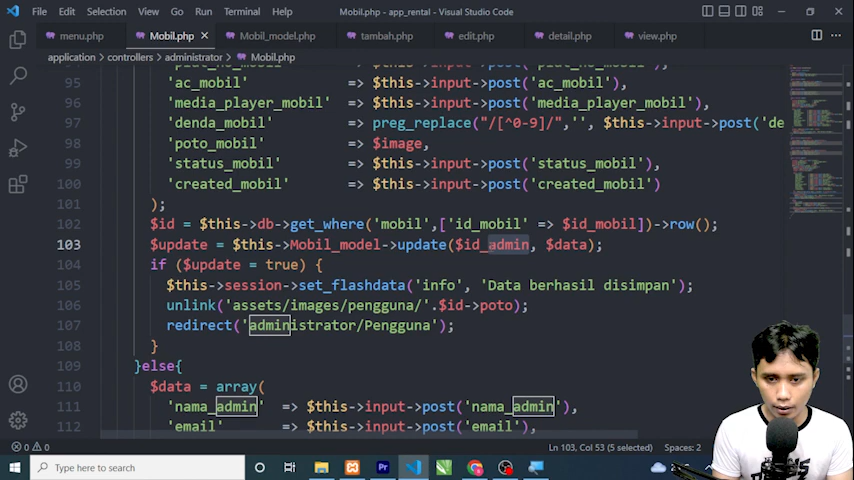 File Edit Selection View Go Run Terminal Help Mobil.php - app_rental - Visual Studio Code
menu.php Mobil.php Mobil_model.php tambah.php edit.php detail.php view.php
application > controllers > administrator > Mobil.php
95 'ac_mobil' => $this->input->post('ac_mobil'),
96 'media_player_mobil' => $this->input->post('media_player_mobil'),
97 'denda_mobil' => preg_replace("/[^0-9]/",'', $this->input->post('de
98 'poto_mobil' => $image,
99 'status_mobil' => $this->input->post('status_mobil'),
100 'created_mobil' => $this->input->post('created_mobil')
101 );
102 $id = $this->db->get_where('mobil',['id_mobil' => $id_mobil])->row();
103 $update = $this->Mobil_model->update($id_admin, $data);
104 if ($update = true) {
105 $this->session->set_flashdata('info', 'Data berhasil disimpan');
106 unlink('assets/images/pengguna/'.$id->poto);
107 redirect('administrator/Pengguna');
108 }
109 }else{
110 $data = array(
111 'nama_admin' => $this->input->post('nama_admin'),
112 'email' => $this->input->post('email'),
0 0 Ln 103, Col 53 (5 selected) Spaces: 2
Type here to search